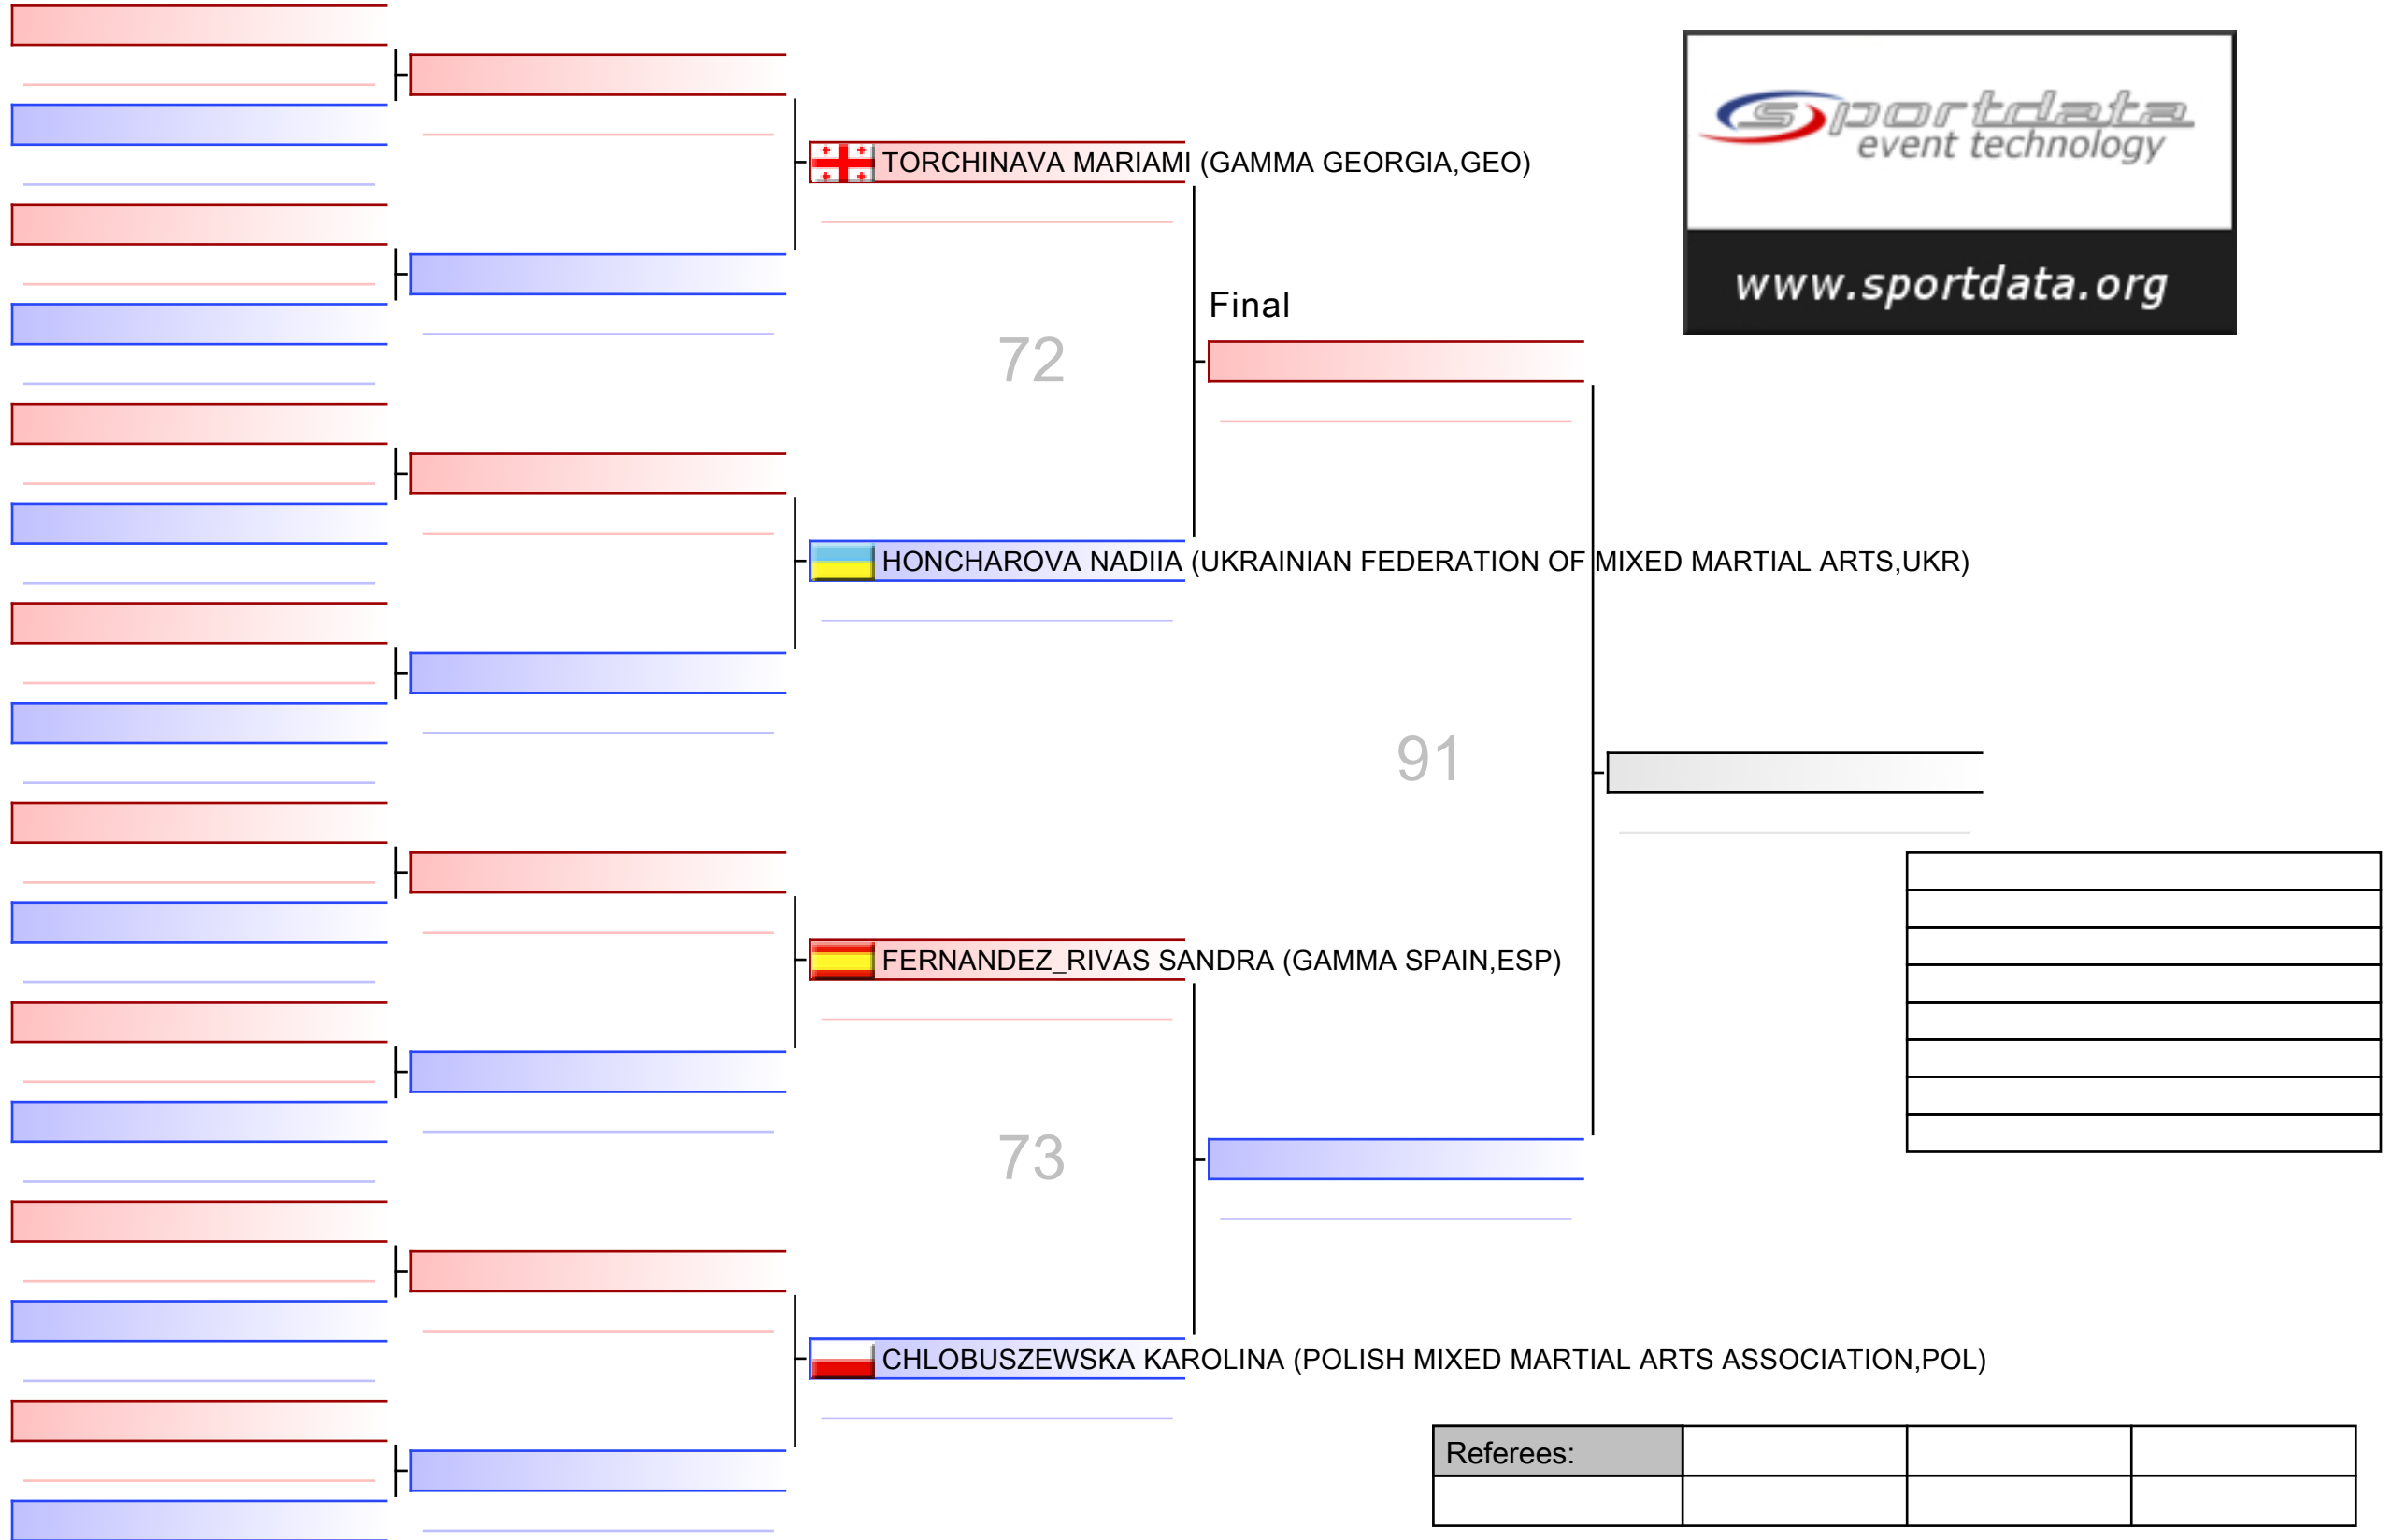 sportdata
event technology
www.sportdata.org
TORCHINAVA MARIAMI (GAMMA GEORGIA,GEO)
Final
72
HONCHAROVA NADIIA (UKRAINIAN FEDERATION OF MIXED MARTIAL ARTS,UKR)
91
FERNANDEZ_RIVAS SANDRA (GAMMA SPAIN,ESP)
73
CHLOBUSZEWSKA KAROLINA (POLISH MIXED MARTIAL ARTS ASSOCIATION,POL)
Referees: